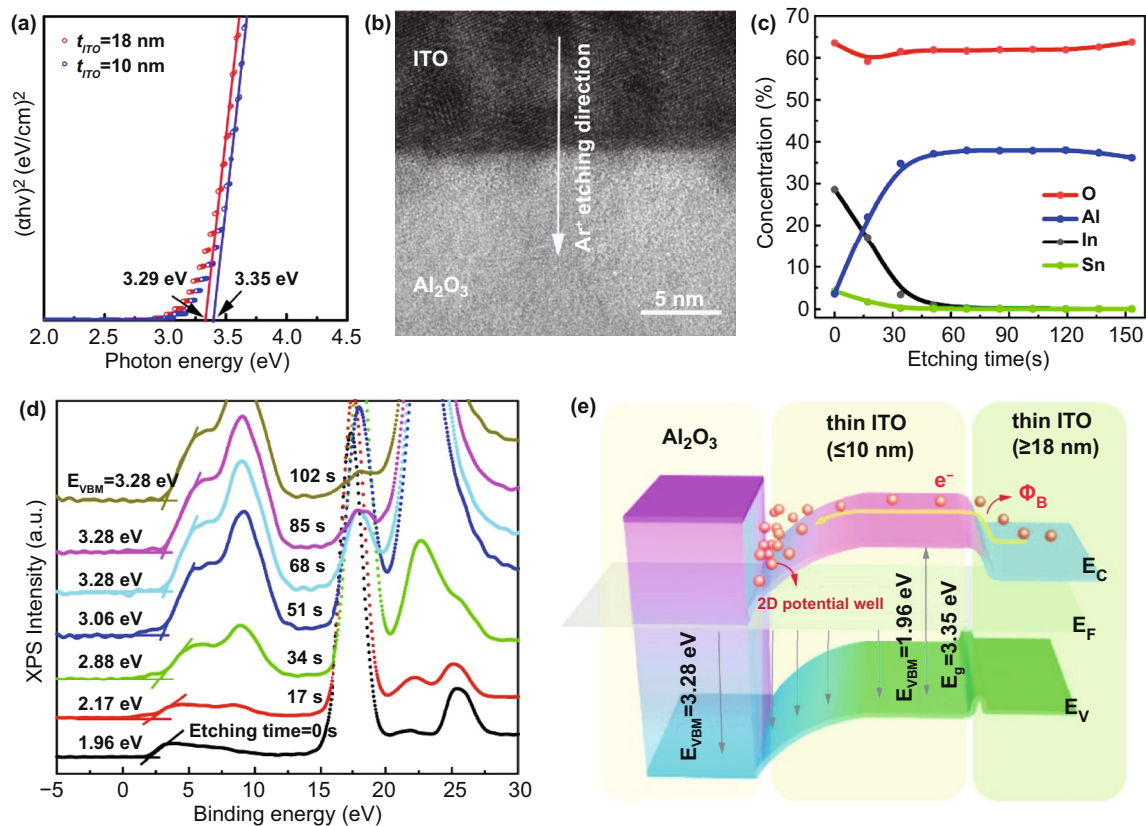 (a)
t_ITO=18 nm
t_ITO=10 nm
(αhv)² (eV/cm)²
3.29 eV
3.35 eV
2.0 2.5 3.0 3.5 4.0 4.5
Photon energy (eV)
(b)
ITO
Ar⁺ etching direction
Al₂O₃
5 nm
(c)
Concentration (%)
70
60
50
40
30
20
10
0
O
Al
In
Sn
0 30 60 90 120 150
Etching time(s)
(d)
XPS Intensity (a.u.)
E_VBM=3.28 eV
102 s
3.28 eV
85 s
3.28 eV
68 s
3.06 eV
51 s
2.88 eV
34 s
2.17 eV
17 s
1.96 eV
Etching time=0 s
−5 0 5 10 15 20 25 30
Binding energy (eV)
(e)
Al₂O₃
thin ITO
(≤10 nm)
thin ITO
(≥18 nm)
e⁻
Φ_B
E_C
2D potential well
E_F
E_VBM=3.28 eV
E_VBM=1.96 eV
E_g=3.35 eV
E_V